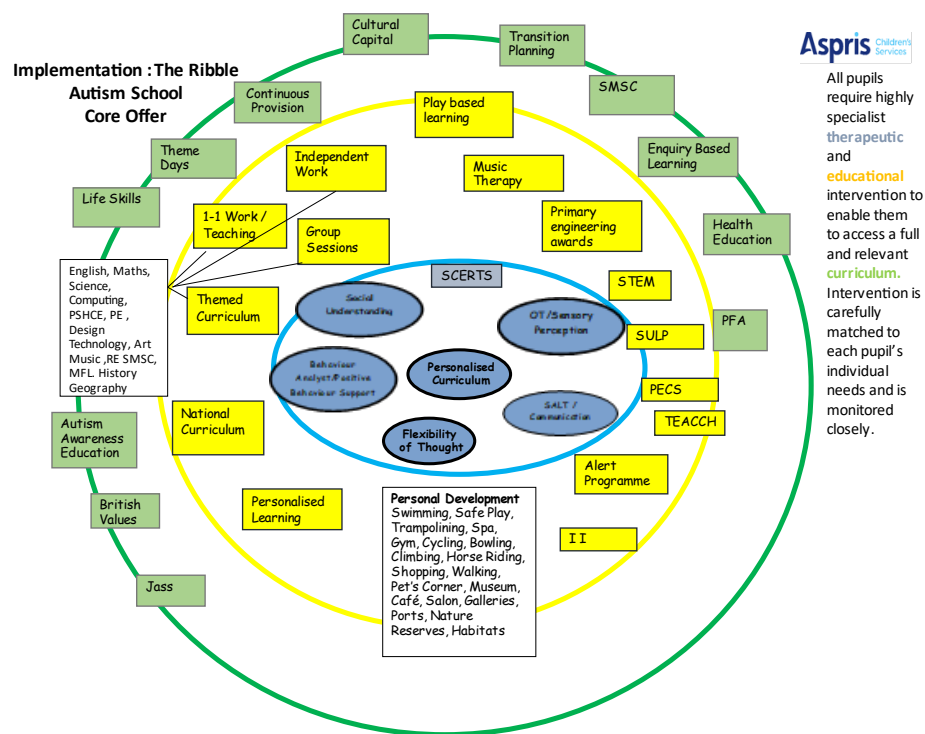 Implementation : The Ribble
Autism School
Core Offer
Cultural
Capital
Transition
Planning
SMSC
Continuous
Provision
Theme
Days
Life Skills
Enquiry Based
Learning
Health
Education
PFA
Play based
learning
Independent
Work
Music
Therapy
1-1 Work /
Teaching
Group
Sessions
Primary
engineering
awards
STEM
Themed
Curriculum
SCERTS
SULP
PECS
TEACCH
Social
Understanding
OT/Sensory
Perception
Behaviour
Analyst/Positive
Behaviour Support
Personalised
Curriculum
SALT /
Communication
Flexibility
of Thought
English, Maths,
Science,
Computing,
PSHCE, PE ,
Design
Technology, Art
Music ,RE SMSC,
MFL. History
Geography
National
Curriculum
Autism
Awareness
Education
British
Values
Jass
Personalised
Learning
Alert
Programme
I I
Personal Development
Swimming, Safe Play,
Trampolining, Spa,
Gym, Cycling, Bowling,
Climbing, Horse Riding,
Shopping, Walking,
Pet's Corner, Museum,
Café, Salon, Galleries,
Ports, Nature
Reserves, Habitats
Aspris Children's
Services
All pupils
require highly
specialist
therapeutic
and
educational
intervention to
enable them
to access a full
and relevant
curriculum.
Intervention is
carefully
matched to
each pupil's
individual
needs and is
monitored
closely.